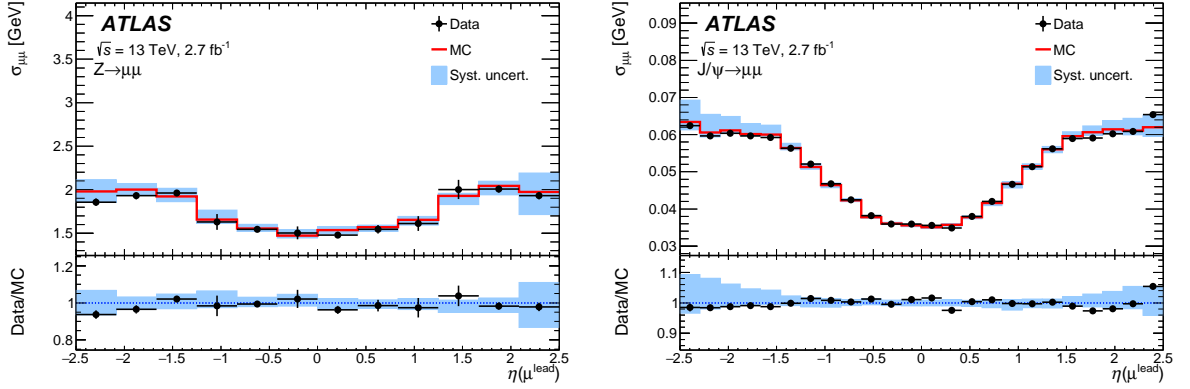 σμμ [GeV]
4
3.5
3
2.5
2
1.5
ATLAS
√s = 13 TeV, 2.7 fb⁻¹
Z→μμ
Data
MC
Syst. uncert.
Data/MC
1.2
1
0.8
−2.5 −2 −1.5 −1 −0.5 0 0.5 1 1.5 2 2.5
η(μ^lead)
σμμ [GeV]
0.09
0.08
0.07
0.06
0.05
0.04
0.03
ATLAS
√s = 13 TeV, 2.7 fb⁻¹
J/ψ→μμ
Data
MC
Syst. uncert.
Data/MC
1.1
1
0.9
−2.5 −2 −1.5 −1 −0.5 0 0.5 1 1.5 2 2.5
η(μ^lead)